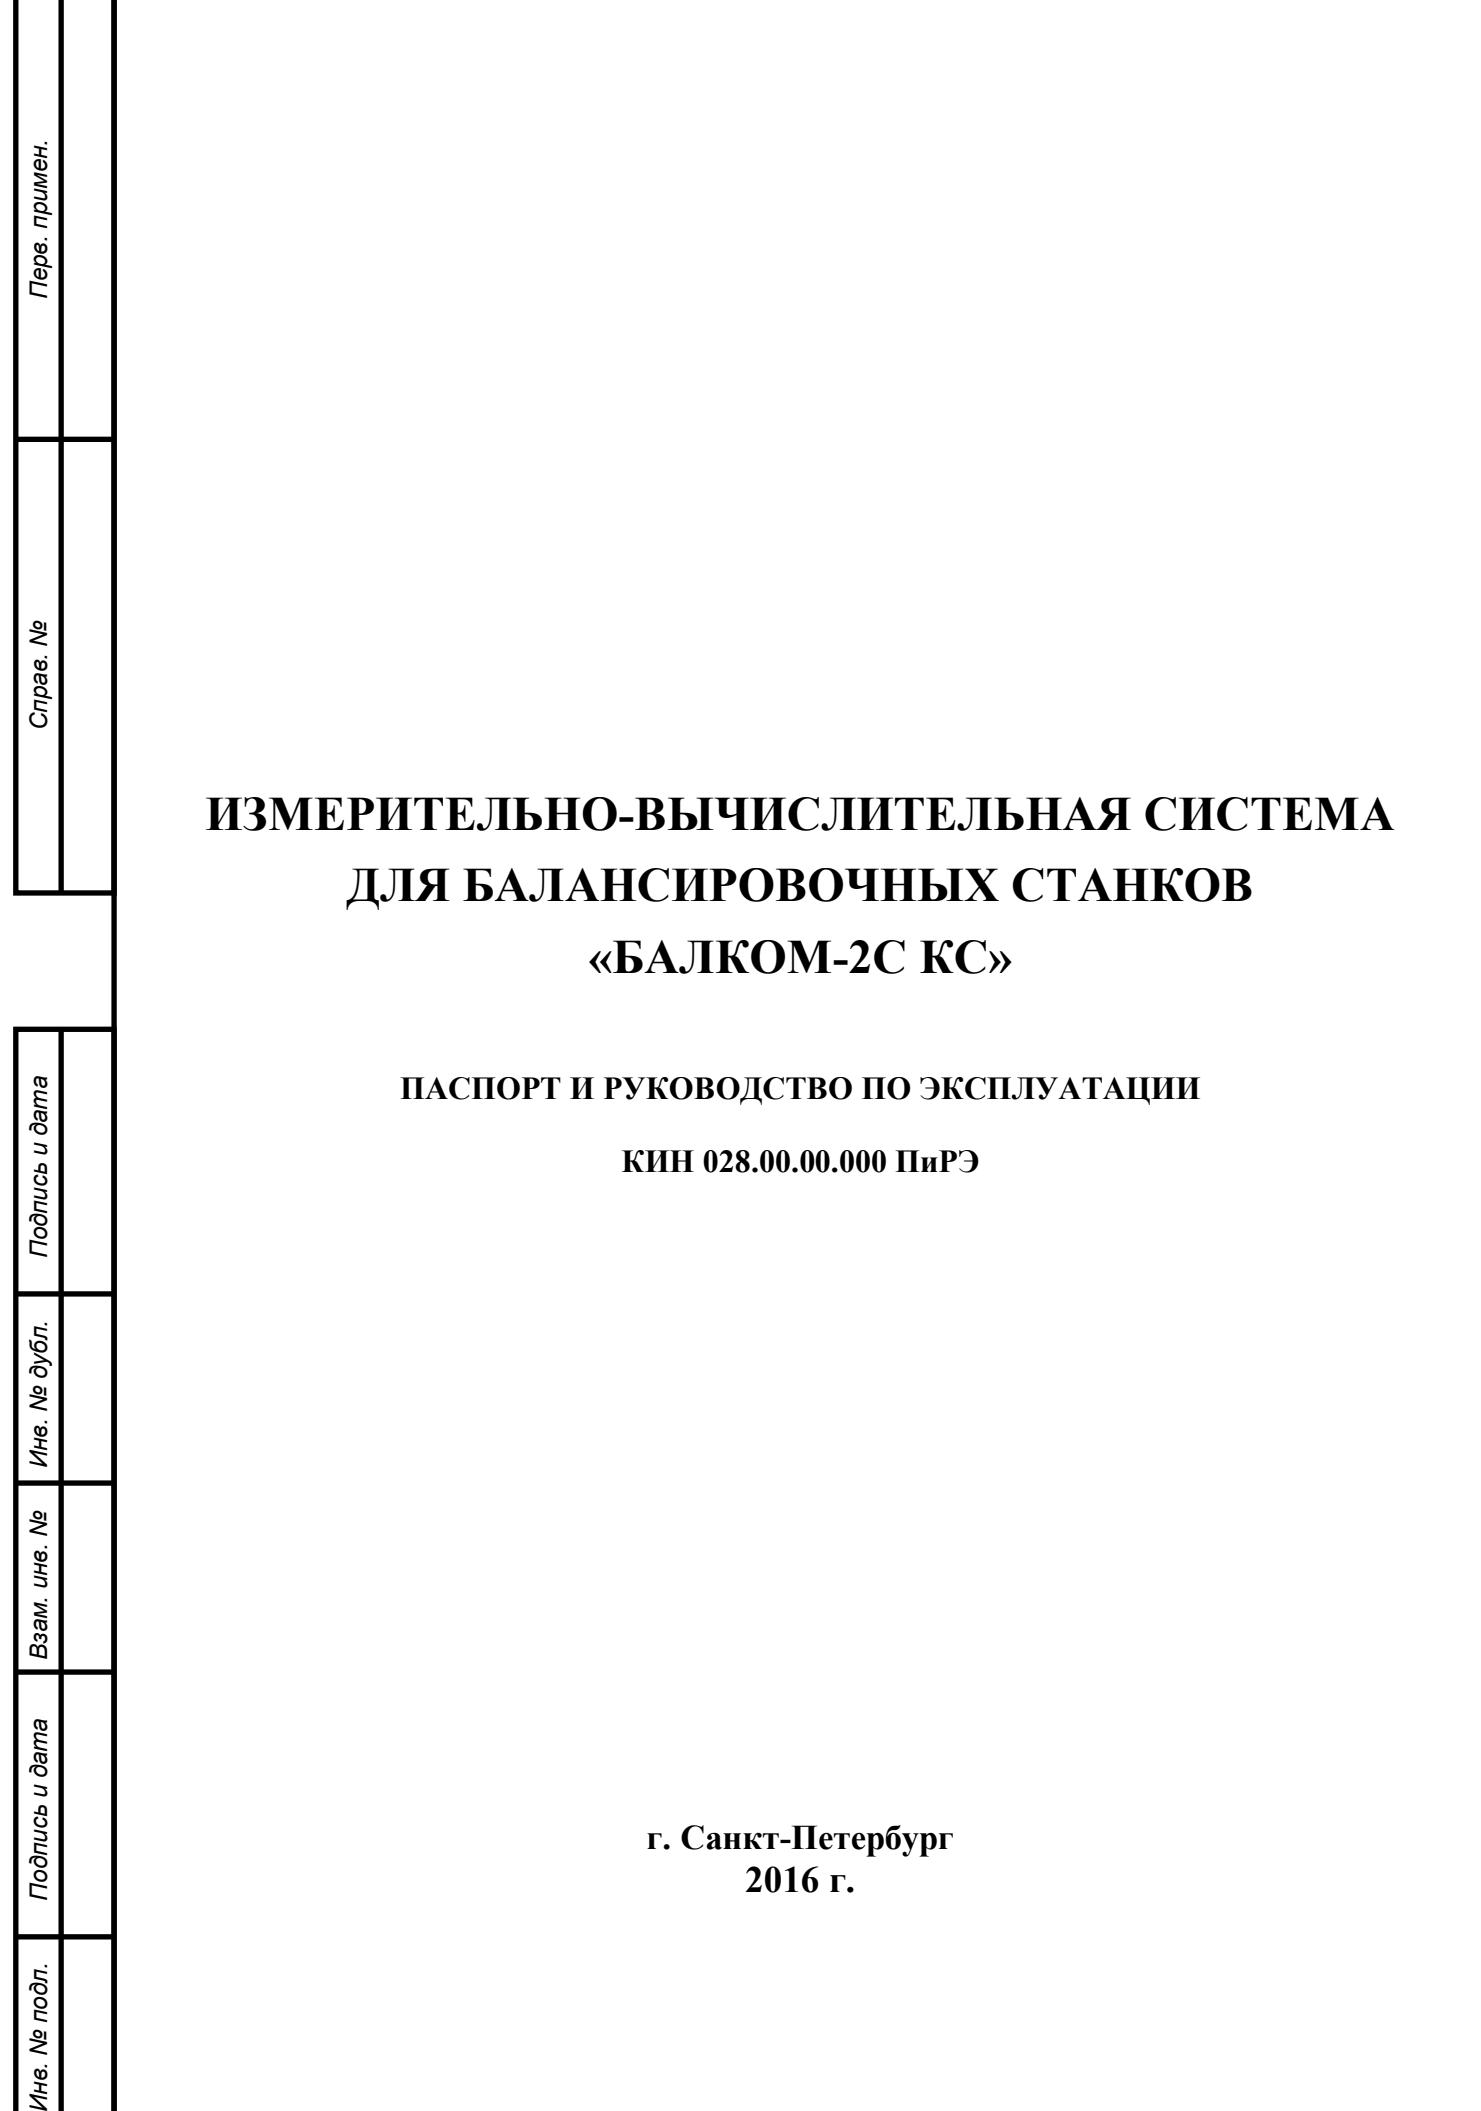 Перв. примен.
Справ. №
ИЗМЕРИТЕЛЬНО-ВЫЧИСЛИТЕЛЬНАЯ СИСТЕМА
ДЛЯ БАЛАНСИРОВОЧНЫХ СТАНКОВ
«БАЛКОМ-2С КС»
ПАСПОРТ И РУКОВОДСТВО ПО ЭКСПЛУАТАЦИИ
КИН 028.00.00.000 ПиРЭ
Подпись и дата
Инв. № дубл.
Взам. инв. №
Подпись и дата
Инв. № подл.
г. Санкт-Петербург
2016 г.